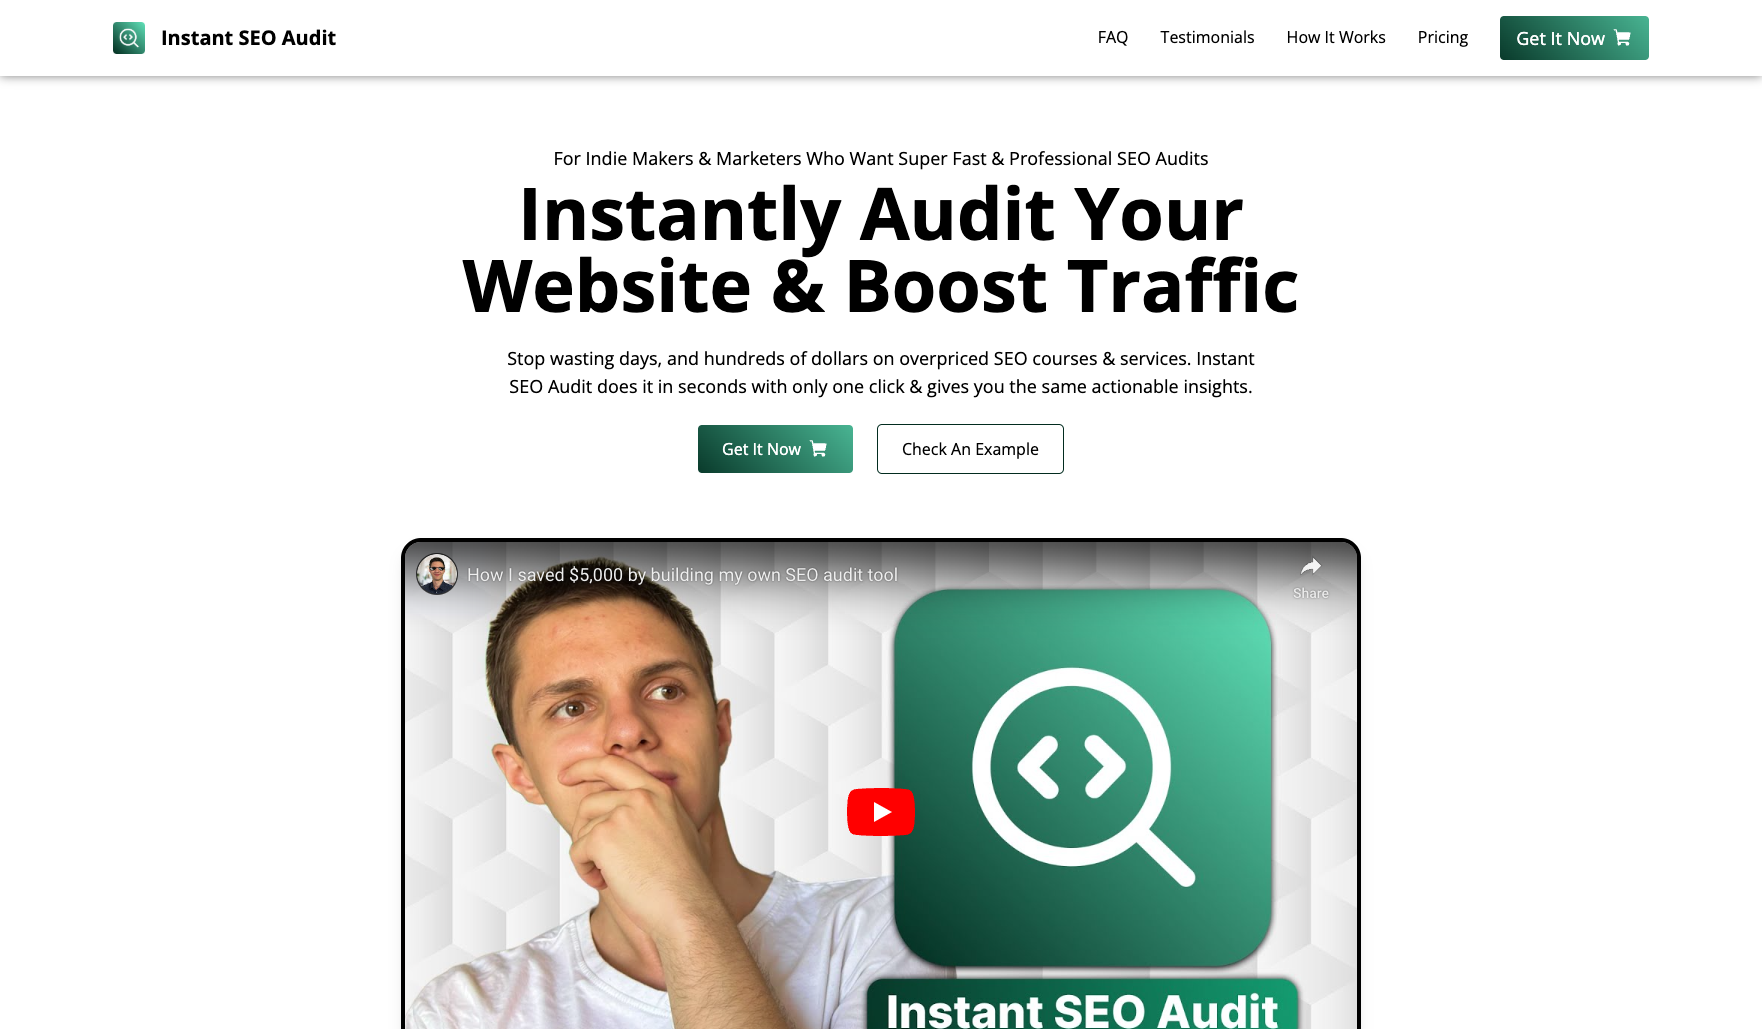 Instant SEO Audit
FAQ
Testimonials
How It Works
Pricing
Get It Now
For Indie Makers & Marketers Who Want Super Fast & Professional SEO Audits
Instantly Audit Your
Website & Boost Traffic
Stop wasting days, and hundreds of dollars on overpriced SEO courses & services. Instant
SEO Audit does it in seconds with only one click & gives you the same actionable insights.
Get It Now
Check An Example
How I saved $5,000 by building my own SEO audit tool
Share
Instant SEO Audit